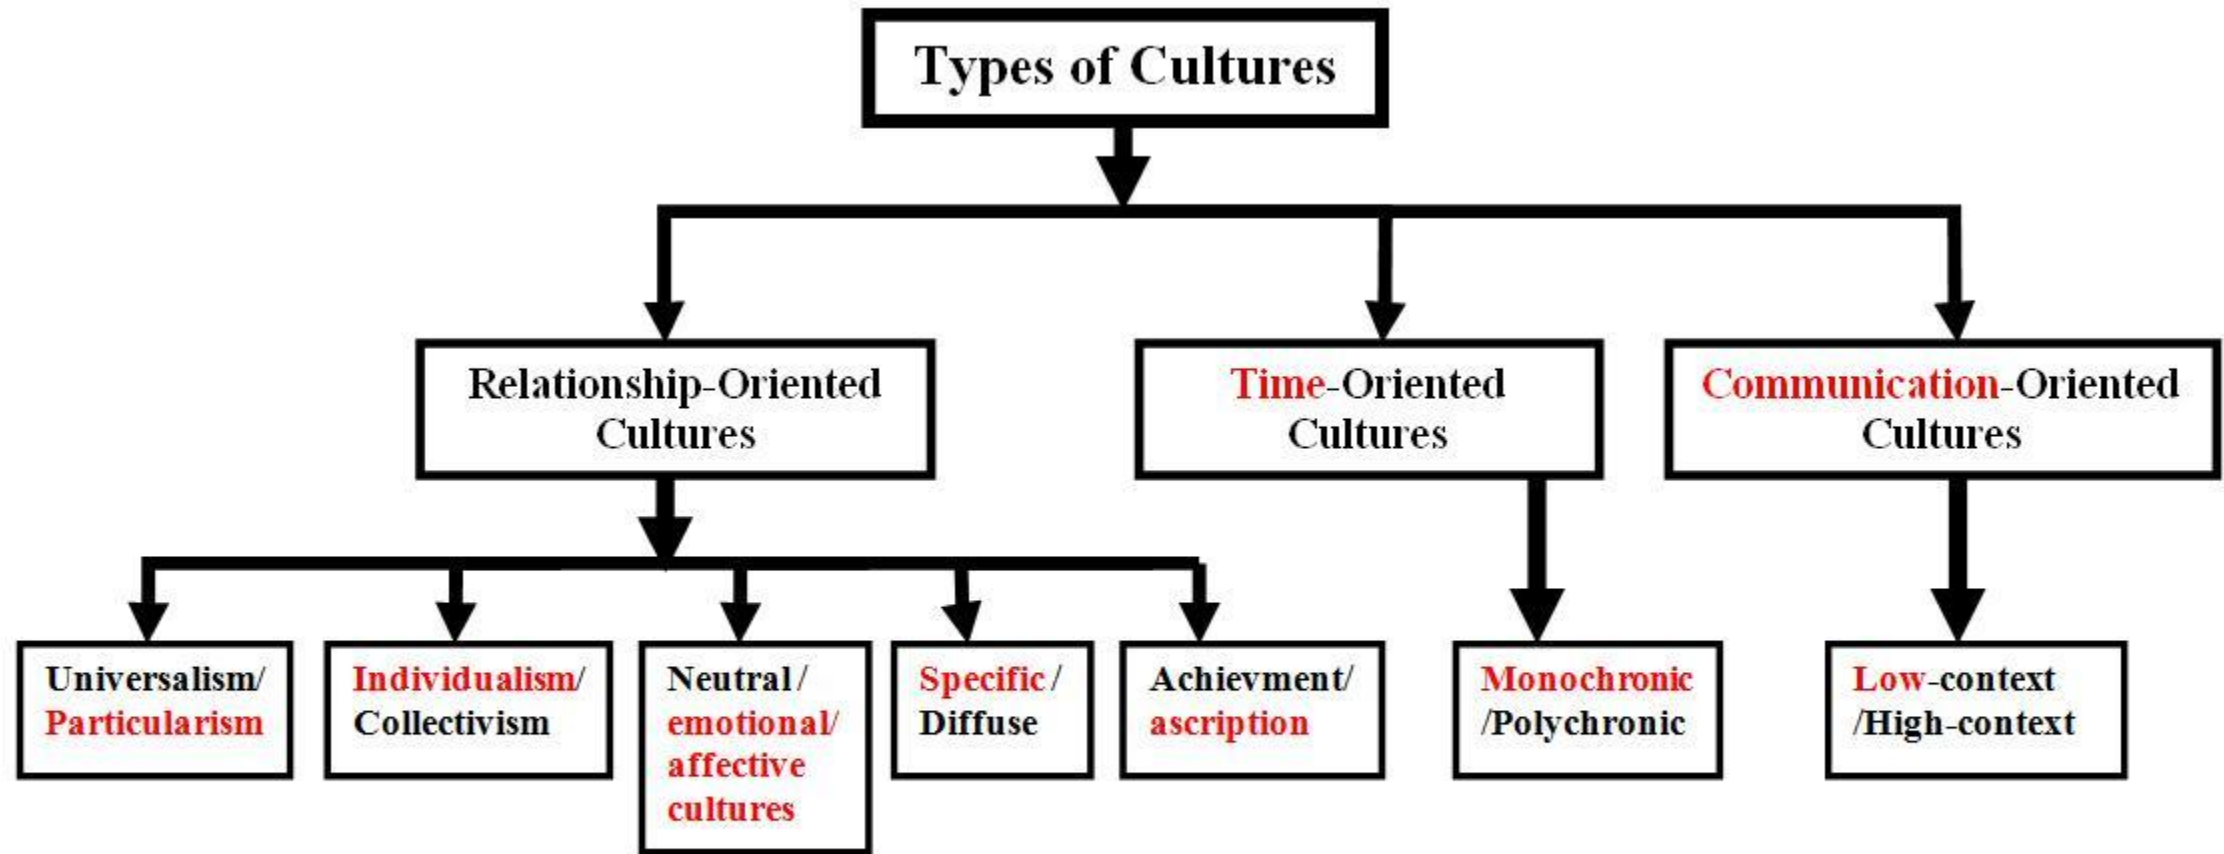 Types of Cultures
Relationship-Oriented
Cultures
Time-Oriented
Cultures
Communication-Oriented
Cultures
Universalism/
Particularism
Individualism/
Collectivism
Neutral/
emotional/
affective
cultures
Specific/
Diffuse
Achievment/
ascription
Monochronic
/Polychronic
Low-context
/High-context